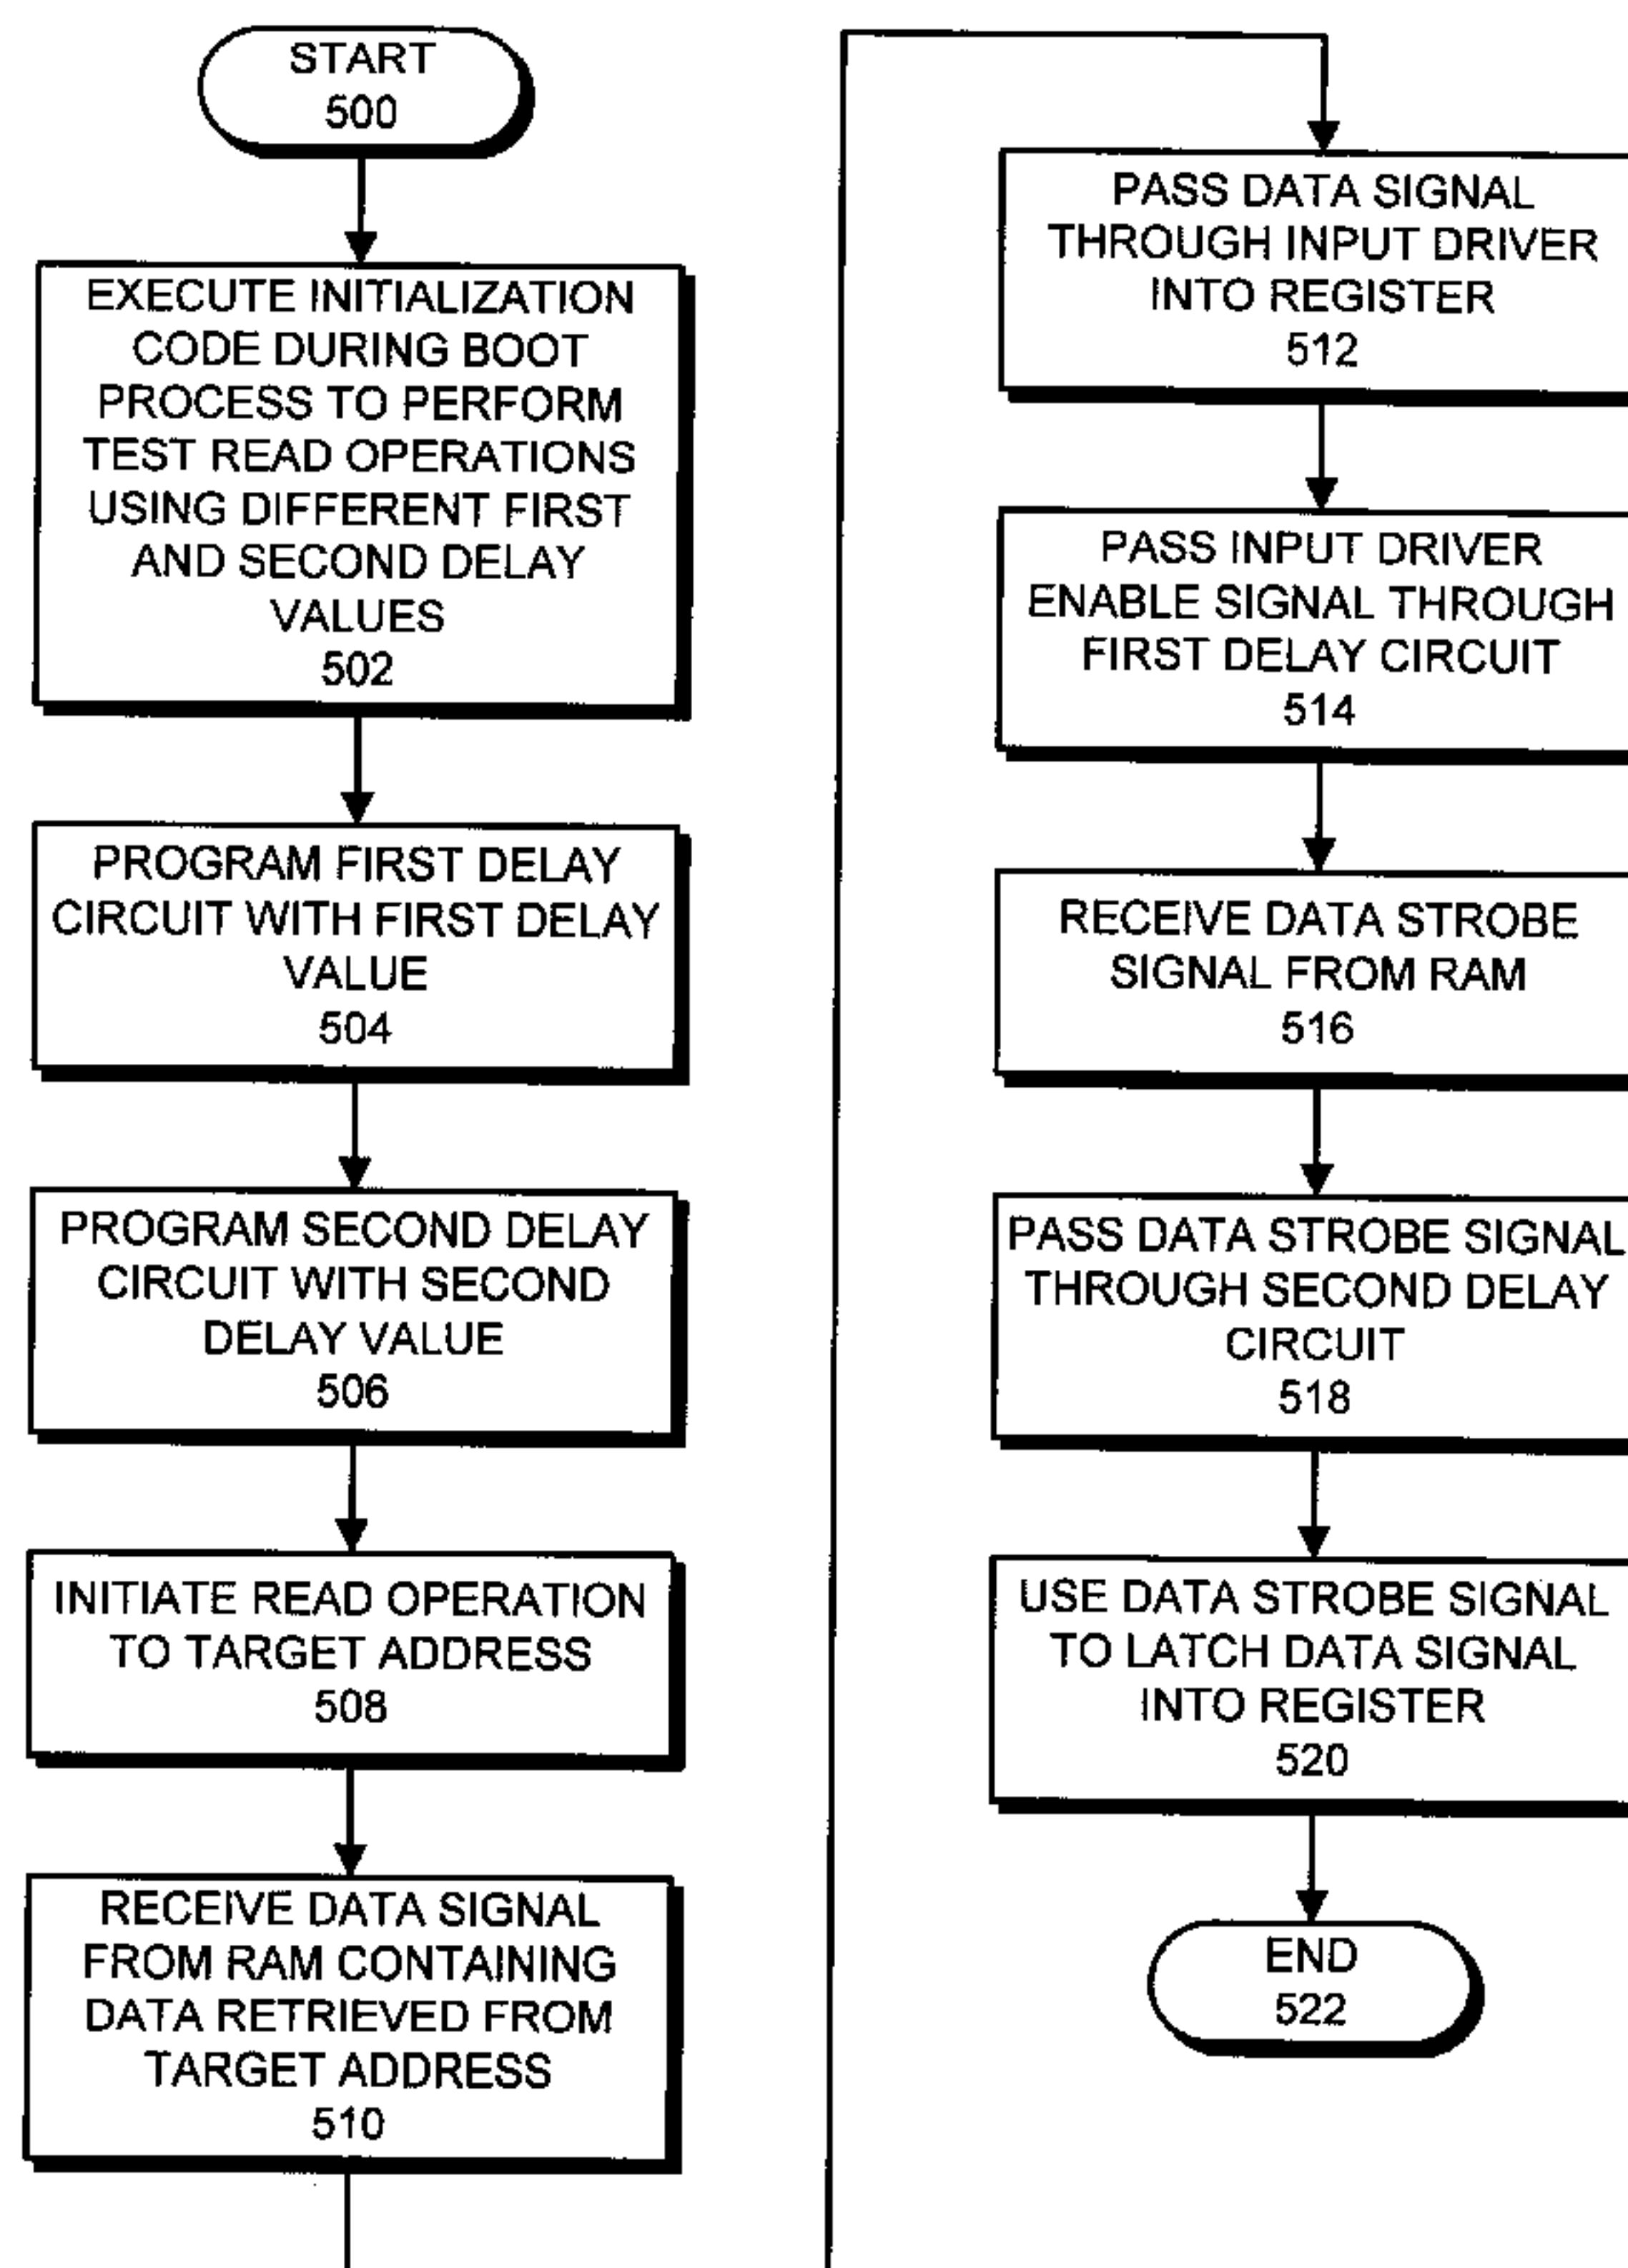 START
500
EXECUTE INITIALIZATION
CODE DURING BOOT
PROCESS TO PERFORM
TEST READ OPERATIONS
USING DIFFERENT FIRST
AND SECOND DELAY
VALUES
502
PROGRAM FIRST DELAY
CIRCUIT WITH FIRST DELAY
VALUE
504
PROGRAM SECOND DELAY
CIRCUIT WITH SECOND
DELAY VALUE
506
INITIATE READ OPERATION
TO TARGET ADDRESS
508
RECEIVE DATA SIGNAL
FROM RAM CONTAINING
DATA RETRIEVED FROM
TARGET ADDRESS
510
PASS DATA SIGNAL
THROUGH INPUT DRIVER
INTO REGISTER
512
PASS INPUT DRIVER
ENABLE SIGNAL THROUGH
FIRST DELAY CIRCUIT
514
RECEIVE DATA STROBE
SIGNAL FROM RAM
516
PASS DATA STROBE SIGNAL
THROUGH SECOND DELAY
CIRCUIT
518
USE DATA STROBE SIGNAL
TO LATCH DATA SIGNAL
INTO REGISTER
520
END
522